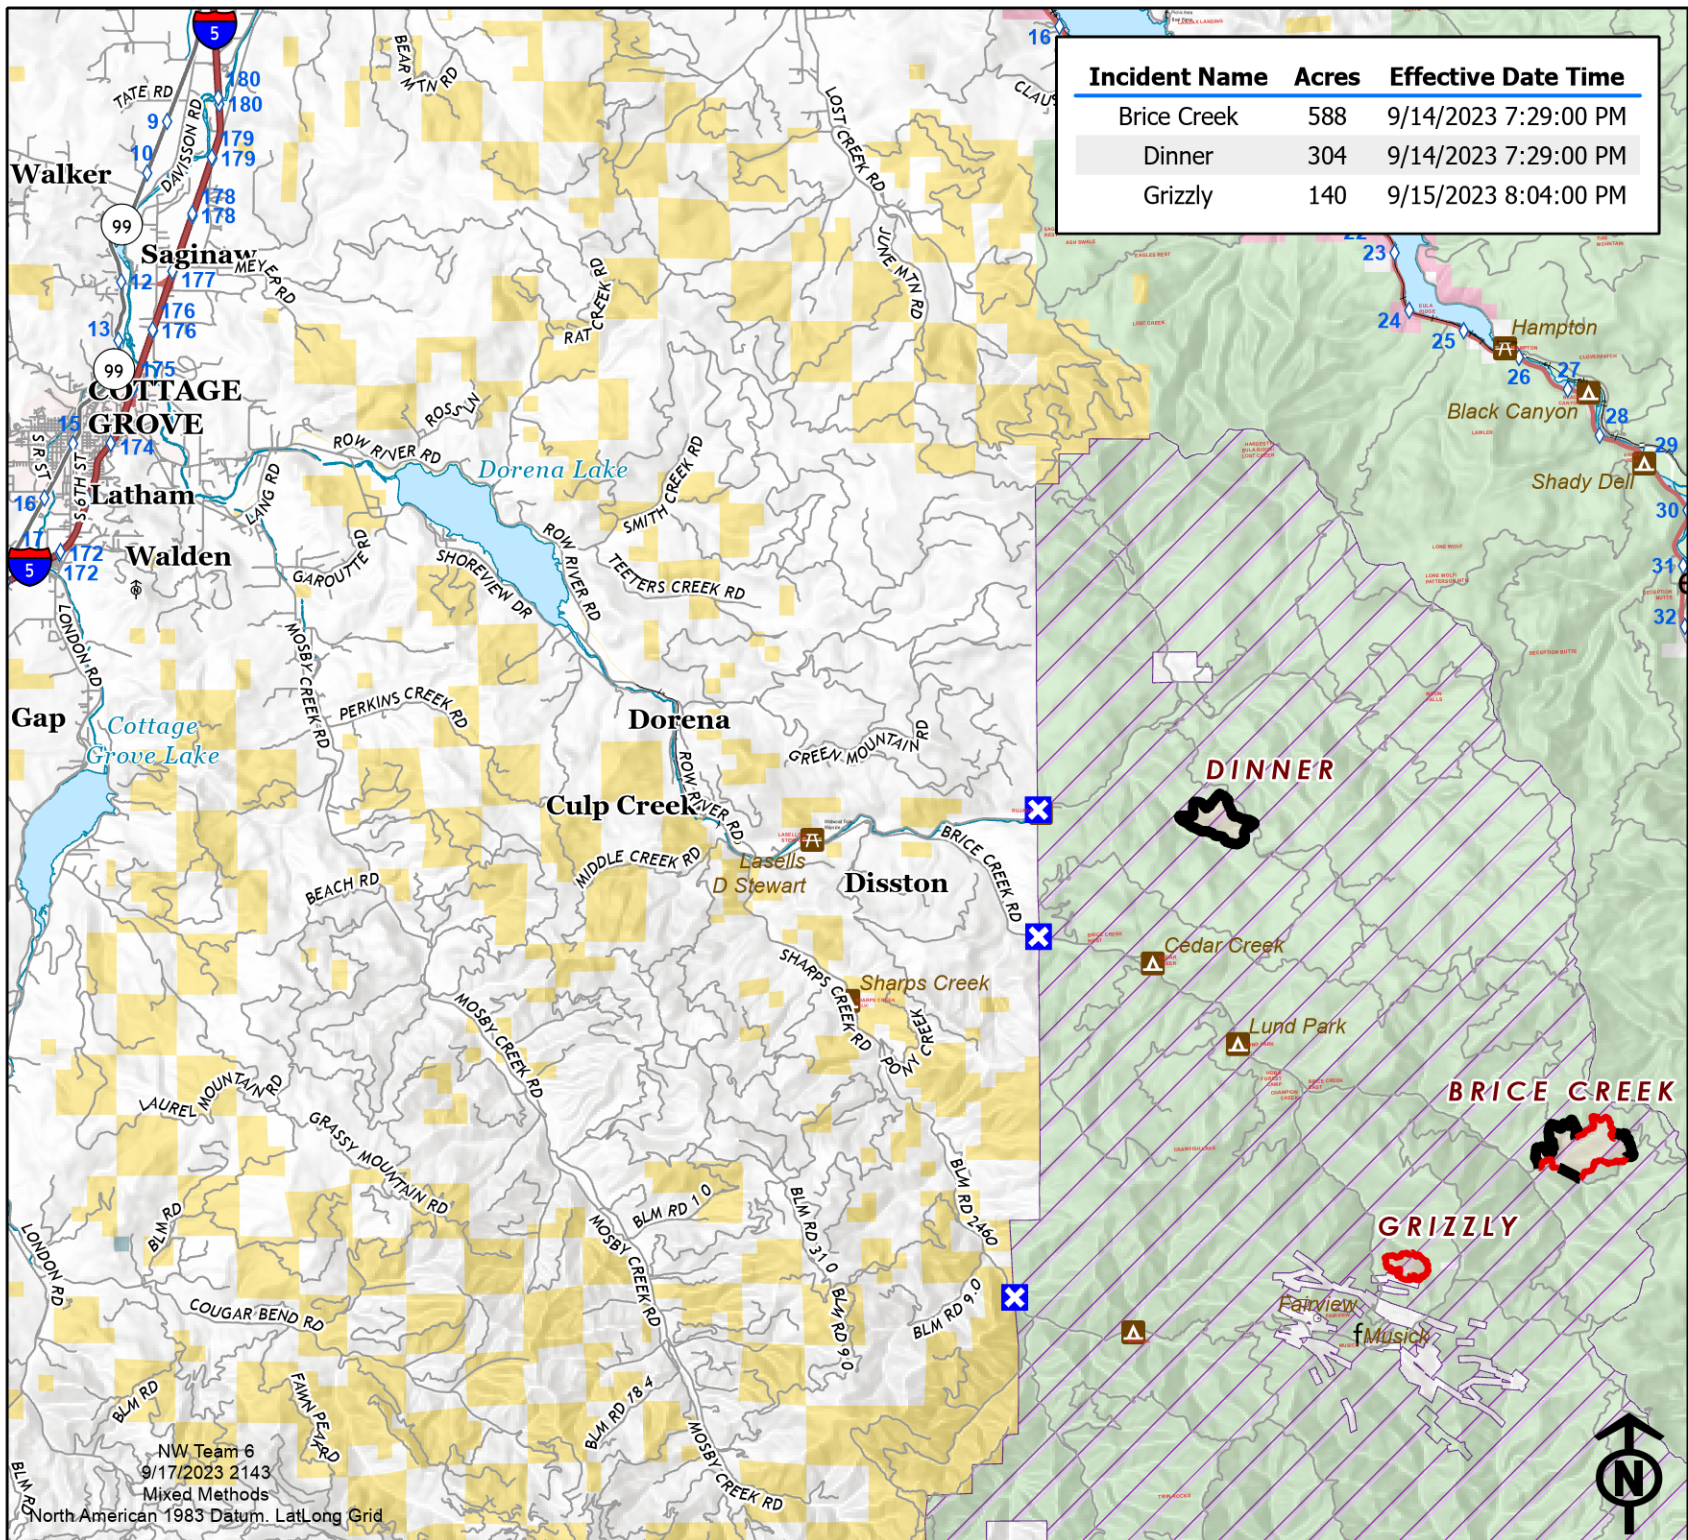 Incident Name Acres Effective Date Time
Brice Creek 588 9/14/2023 7:29:00 PM
Dinner 304 9/14/2023 7:29:00 PM
Grizzly 140 9/15/2023 8:04:00 PM
5
16
BEAR MTN RD
180
180
TATE RD
9
DAVISSON RD
LOST CREEK RD
179
179
10
Walker
178
178
99
JUNE MTN RD
Saginaw
MEYER RD
177
12
23
RAT CREEK RD
176
176
13
24
25
Hampton
26
27
99
175
COTTAGE
GROVE
ROSS LN
Black Canyon
28
15
174
S R ST
S 6TH ST
ROW RIVER RD
29
Dorena Lake
Shady Dell
LANG RD
SMITH CREEK RD
16
Latham
30
17
172
172
Walden
ROW RIVER RD
5
GAROUTTE RD
SHOREVIEW DR
TEETERS CREEK RD
LONE WOLF
31
32
LONDON RD
MOSBY CREEK RD
DECEPTION BUTTE
Gap
PERKINS CREEK RD
Dorena
Cottage
Grove Lake
GREEN MOUNTAIN RD
ROW RIVER RD
DINNER
Culp Creek
BRICE CREEK RD
MIDDLE CREEK RD
Lasells
D Stewart
Disston
BEACH RD
Cedar Creek
SHARPS CREEK RD
Sharps Creek
MOSBY CREEK RD
Lund Park
LAUREL MOUNTAIN RD
BRICE CREEK
GRASSY MOUNTAIN RD
BLM RD 2460
BLM RD
BLM RD 1 0
BLM RD 31 0
MOSBY CREEK RD
GRIZZLY
LONDON RD
COUGAR BEND RD
BLM RD 9.0
BLM RD 9 0
Fairview
Musick
FAWN PEAK RD
BLM RD
BLM RD 18 4
MOSBY CREEK RD
BLM RD
NW Team 6
9/17/2023 2143
Mixed Methods
North American 1983 Datum. LatLong Grid
N